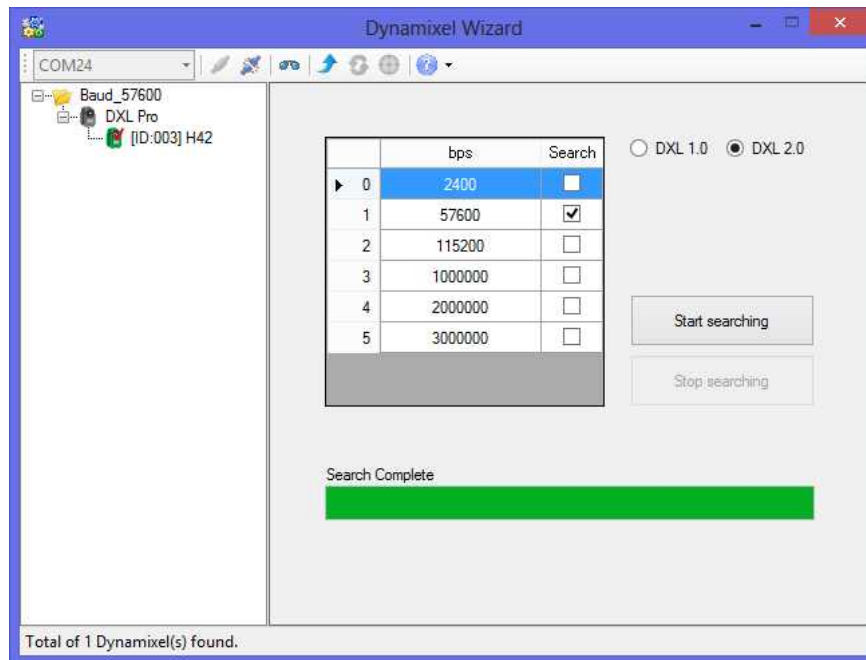 Dynamixel Wizard
COM24
Baud_57600
DXL Pro
[ID:003] H42
bps Search
0 2400
1 57600
2 115200
3 1000000
4 2000000
5 3000000
DXL 1.0 DXL 2.0
Start searching
Stop searching
Search Complete
Total of 1 Dynamixel(s) found.